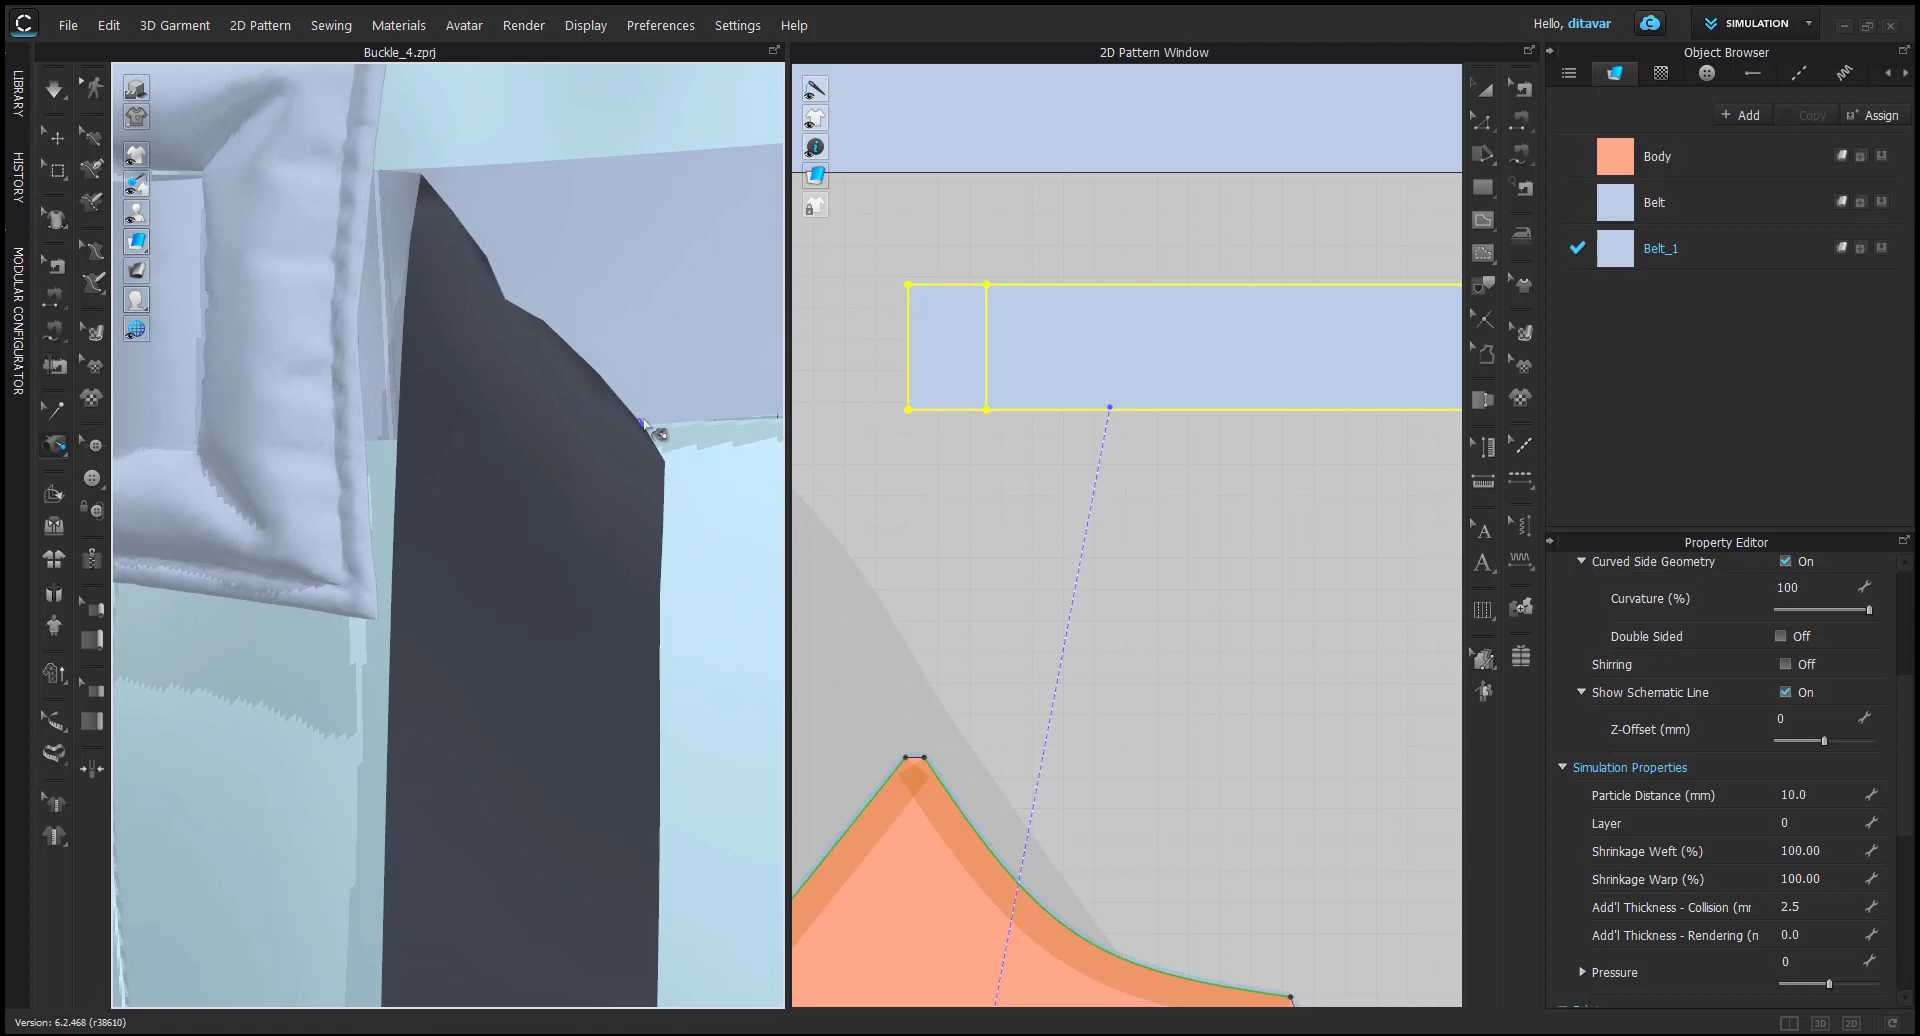 File Edit 3D Garment 2D Pattern Sewing Materials Avatar Render Display Preferences Settings Help
Hello, ditavar
SIMULATION
Buckle_4.zprj
2D Pattern Window
Object Browser
LIBRARY
HISTORY
MODULAR CONFIGURATOR
+ Add
Copy
Assign
Body
Belt
Belt_1
Property Editor
Curved Side Geometry On
Curvature (%) 100
Double Sided Off
Shirring Off
Show Schematic Line On
Z-Offset (mm) 0
Simulation Properties
Particle Distance (mm) 10.0
Layer 0
Shrinkage Weft (%) 100.00
Shrinkage Warp (%) 100.00
Add'l Thickness - Collision (mr 2.5
Add'l Thickness - Rendering (r 0.0
Pressure 0
Version: 6.2.468 (r38610)
3D
2D